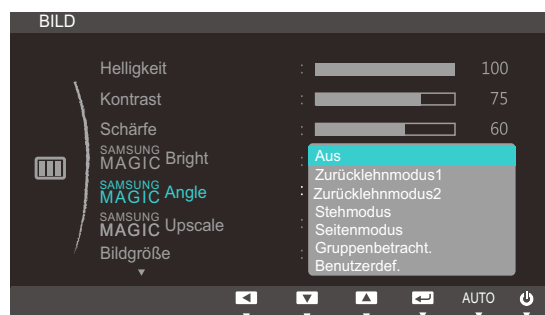 BILD
Helligkeit : 100
Kontrast : 75
Schärfe : 60
SAMSUNG MAGIC Bright :
SAMSUNG MAGIC Angle :
SAMSUNG MAGIC Upscale :
Bildgröße :
Aus
Zurücklehnmodus1
Zurücklehnmodus2
Stehmodus
Seitenmodus
Gruppenbetracht.
Benutzerdef.
AUTO